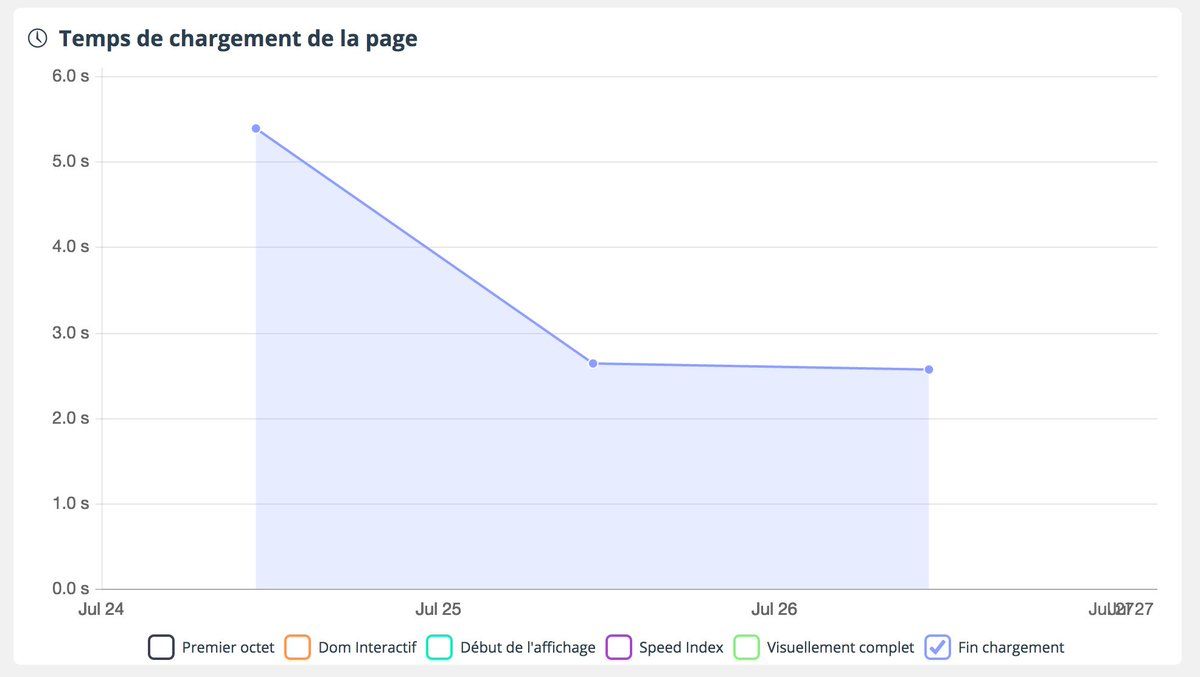 Temps de chargement de la page
6.0 s
5.0 s
4.0 s
3.0 s
2.0 s
1.0 s
0.0 s
Jul 24 Jul 25 Jul 26 Jul 27 Jul 27
Premier octet Dom Interactif Début de l'affichage Speed Index Visuellement complet Fin chargement